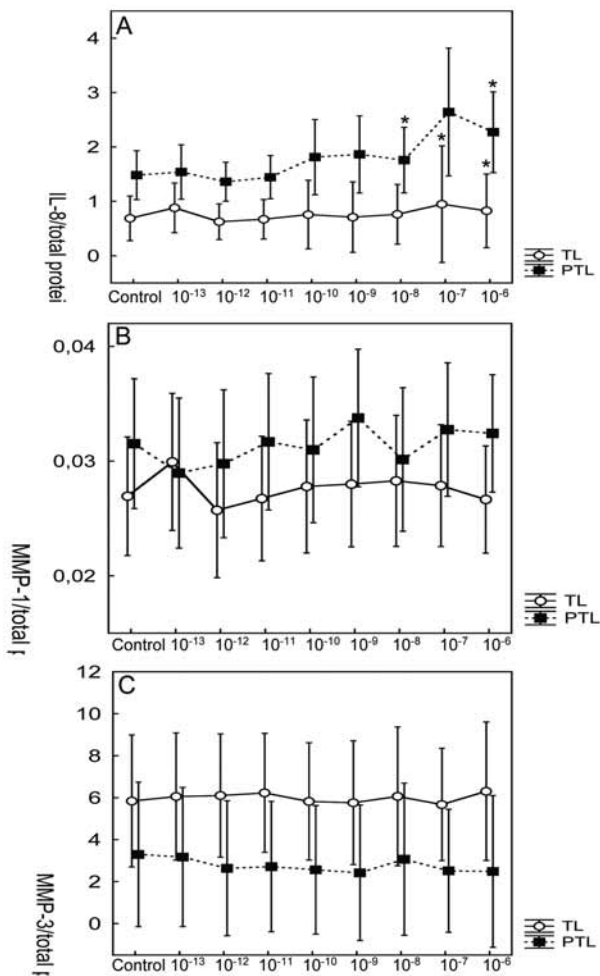 A
4
3
2
1
0
* * * *
IL-8/total protei
Control 10⁻¹³ 10⁻¹² 10⁻¹¹ 10⁻¹⁰ 10⁻⁹ 10⁻⁸ 10⁻⁷ 10⁻⁶
TL
PTL
B
0,04
0,03
0,02
MMP-1/total p
Control 10⁻¹³ 10⁻¹² 10⁻¹¹ 10⁻¹⁰ 10⁻⁹ 10⁻⁸ 10⁻⁷ 10⁻⁶
TL
PTL
C
12
10
8
6
4
2
0
MMP-3/total p
Control 10⁻¹³ 10⁻¹² 10⁻¹¹ 10⁻¹⁰ 10⁻⁹ 10⁻⁸ 10⁻⁷ 10⁻⁶
TL
PTL